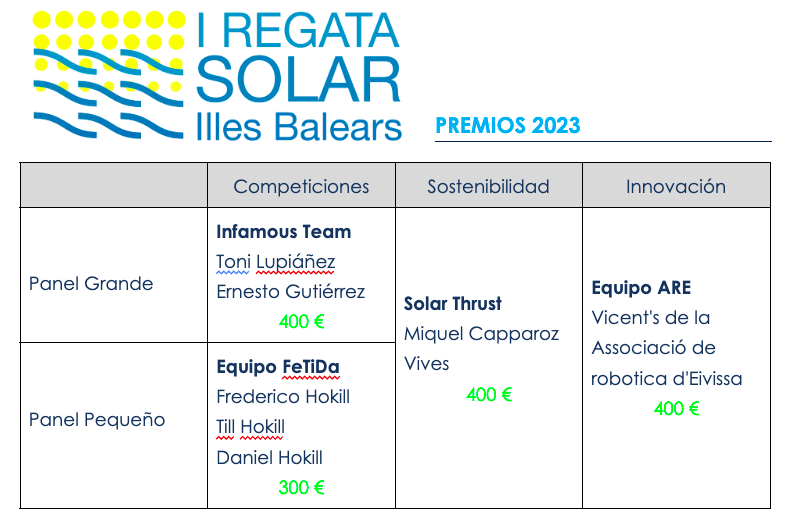 I REGATA
SOLAR
Illes Balears
PREMIOS 2023
Competiciones
Sostenibilidad
Innovación
Panel Grande
Infamous Team
Toni Lupiáñez
Ernesto Gutiérrez
400 €
Panel Pequeño
Equipo FeTiDa
Frederico Hokill
Till Hokill
Daniel Hokill
300 €
Solar Thrust
Miquel Capparoz
Vives
400 €
Equipo ARE
Vicent's de la
Associació de
robotica d'Eivissa
400 €